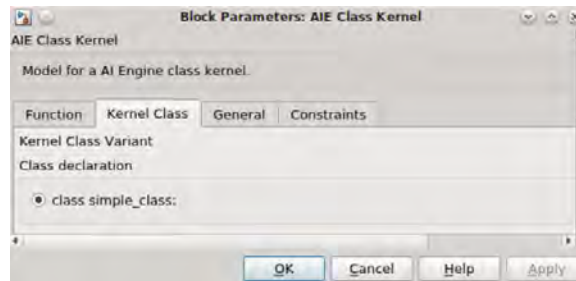 Block Parameters: AIE Class Kernel
AIE Class Kernel
Model for a AI Engine class kernel.
Function Kernel Class General Constraints
Kernel Class Variant
Class declaration
class simple_class;
OK Cancel Help Apply